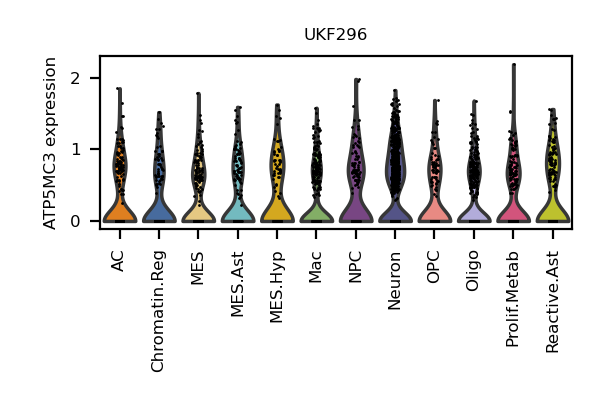 UKF296
ATP5MC3 expression
2
1
0
AC
Chromatin.Reg
MES
MES.Ast
MES.Hyp
Mac
NPC
Neuron
OPC
Oligo
Prolif.Metab
Reactive.Ast